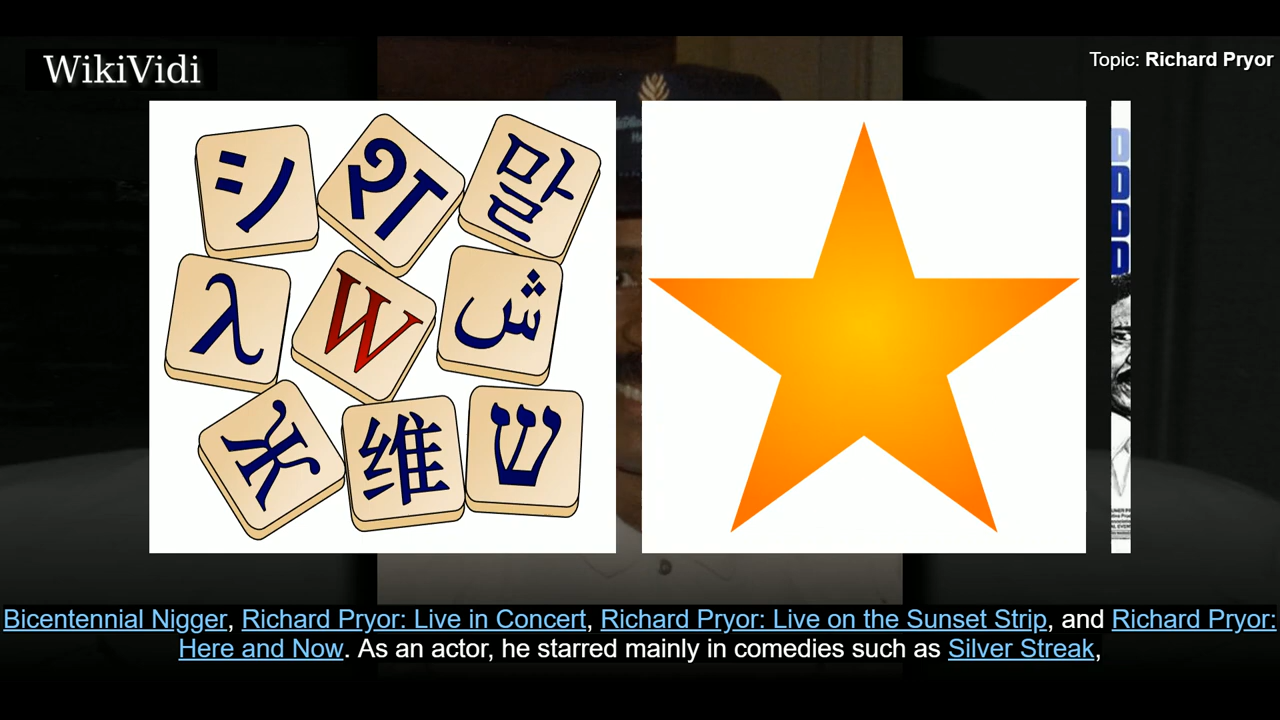 WikiVidi
Topic: Richard Pryor
シ श 말
λ W ش
Ж 维 ש
Bicentennial Nigger, Richard Pryor: Live in Concert, Richard Pryor: Live on the Sunset Strip, and Richard Pryor:
Here and Now. As an actor, he starred mainly in comedies such as Silver Streak,